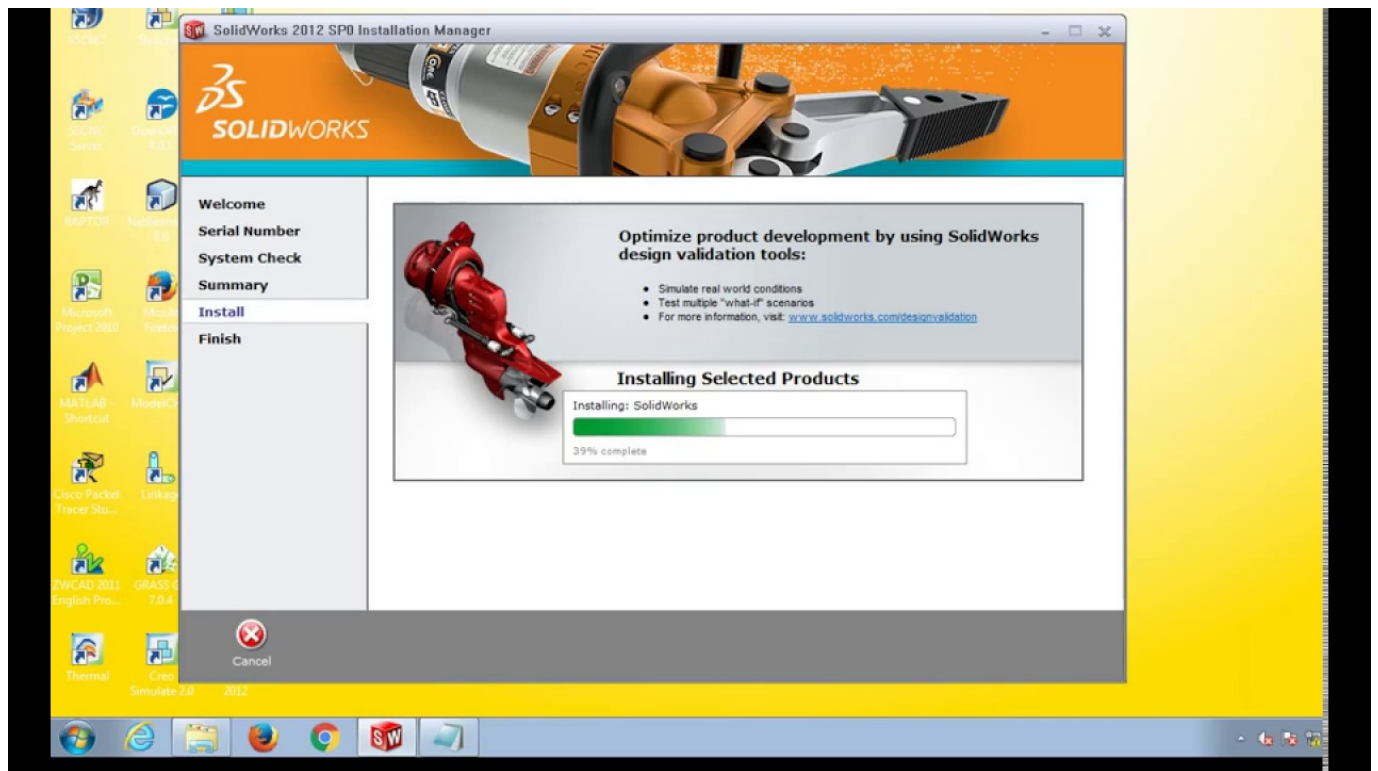 SolidWorks 2012 SP0 Installation Manager
SOLIDWORKS
Welcome
Serial Number
System Check
Summary
Install
Finish
Optimize product development by using SolidWorks
design validation tools:
Simulate real world conditions
Test multiple "what-if" scenarios
For more information, visit: www.solidworks.com/designvalidation
Installing Selected Products
Installing: SolidWorks
39% complete
Cancel
Server
RAPTOR
Microsoft
Project 2010
MATLAB -
Shortcut
Cisco Packet
Tracer Stu...
Linkag
ZWCAD 2011
English Pro...
GRASS G
7.0.4
Thermal
Creo
Simulate 2.0
2012
SW